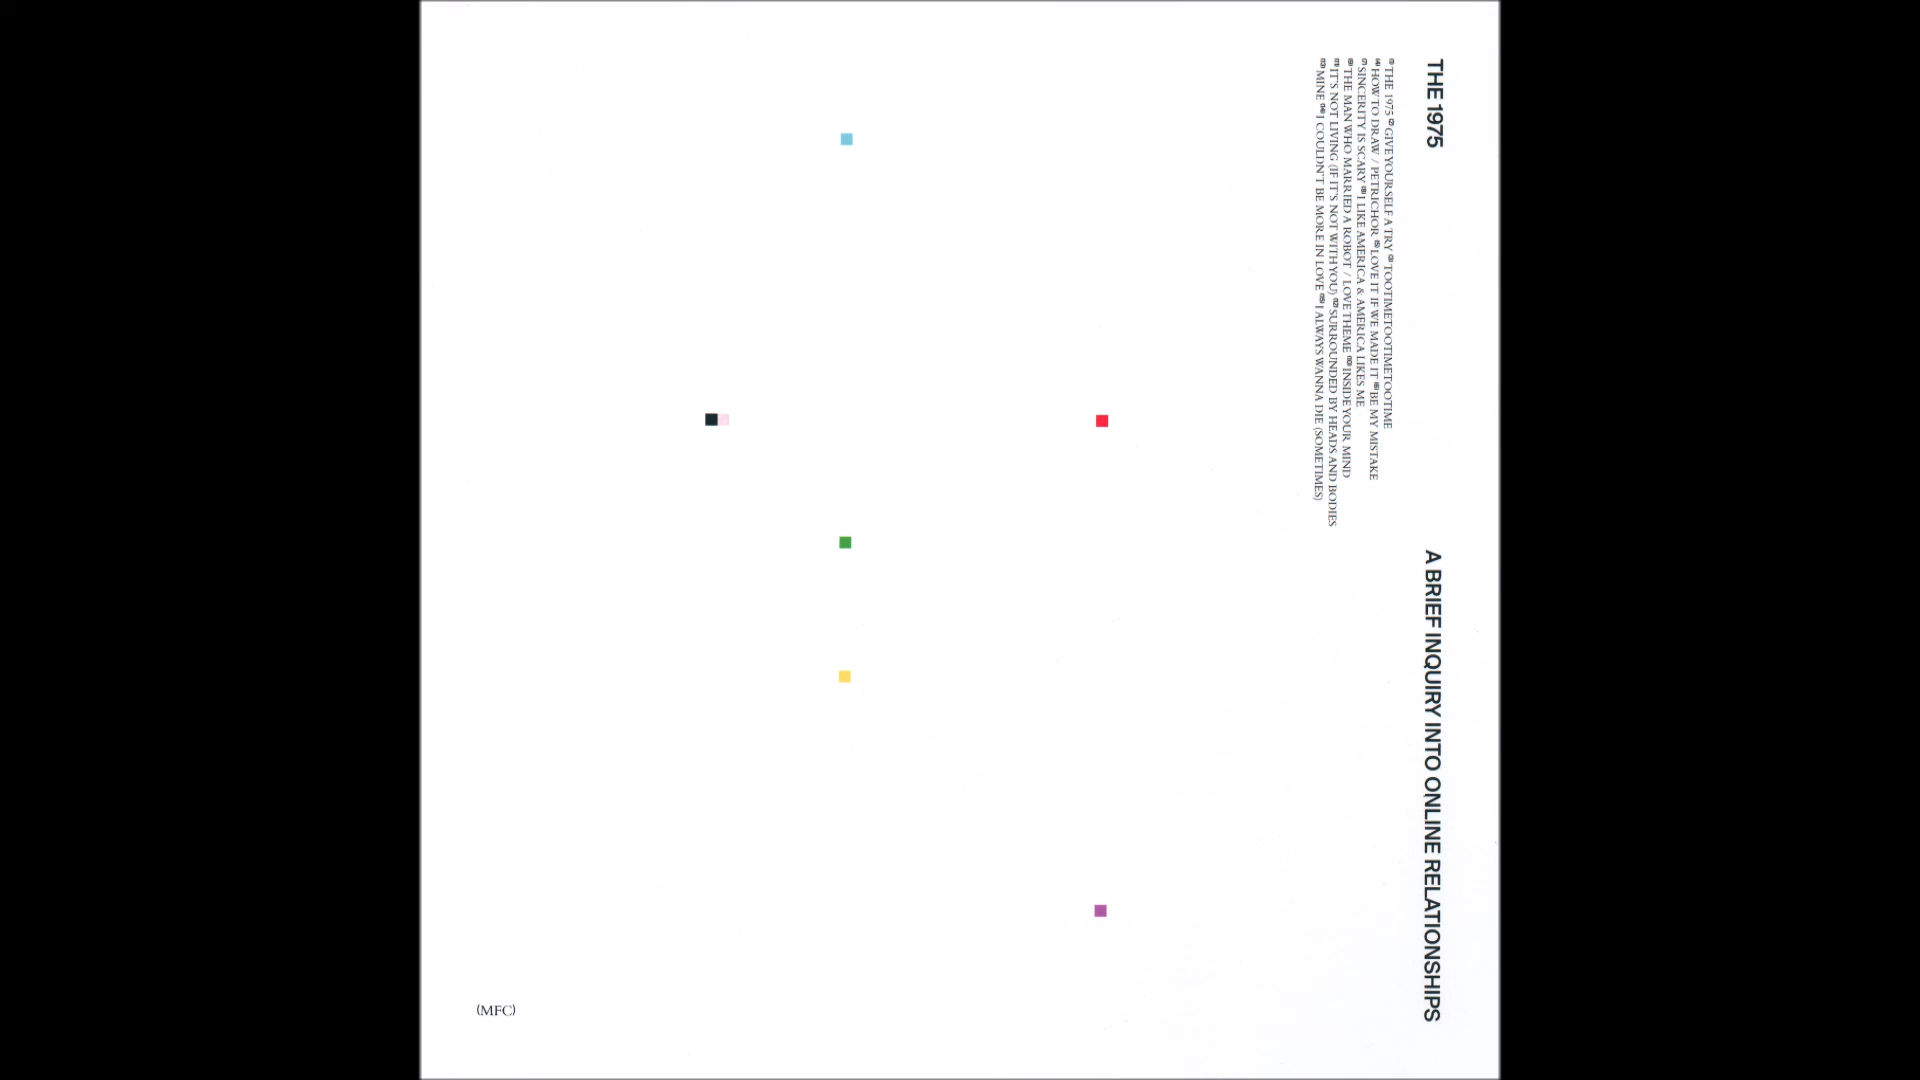 THE 1975
(1) THE 1975 (2) GIVE YOURSELF A TRY (3) TOOTIMETOOTIMETOOTIME
(4) HOW TO DRAW / PETRICHOR (5) LOVE IT IF WE MADE IT (6) BE MY MISTAKE
(7) SINCERITY IS SCARY (8) I LIKE AMERICA & AMERICA LIKES ME
(9) THE MAN WHO MARRIED A ROBOT / LOVE THEME (10) INSIDE YOUR MIND
(11) IT'S NOT LIVING (IF IT'S NOT WITH YOU) (12) SURROUNDED BY HEADS AND BODIES
(13) MINE (14) I COULDN'T BE MORE IN LOVE (15) I ALWAYS WANNA DIE (SOMETIMES)
A BRIEF INQUIRY INTO ONLINE RELATIONSHIPS
(MFC)